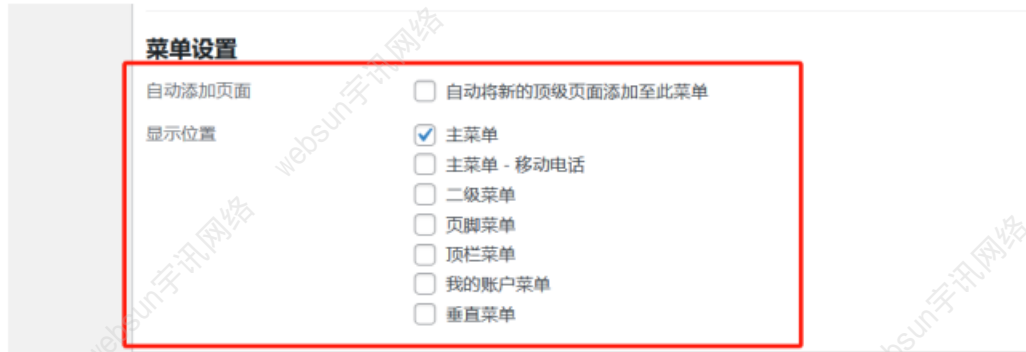 菜单设置
自动添加页面 自动将新的顶级页面添加至此菜单
显示位置 主菜单
主菜单 - 移动电话
二级菜单
页脚菜单
顶栏菜单
我的账户菜单
垂直菜单
websun宇讯网络
websun宇讯网络
websun宇讯网络